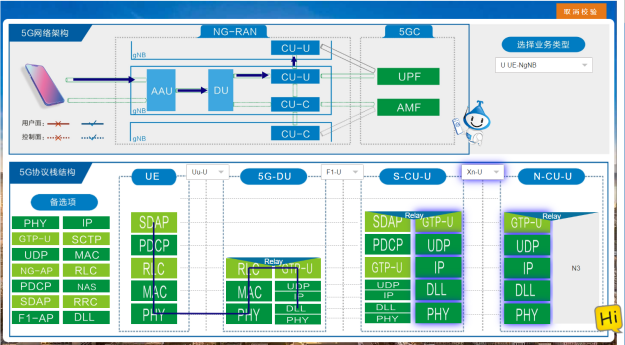 取消校验
5G网络架构
NG-RAN
5GC
选择业务类型
U UE-NgNB
gNB
CU-U
AAU
DU
CU-U
UPF
CU-C
AMF
gNB
用户面:
控制面:
gNB
CU-C
5G协议栈结构
UE
Uu-U
5G-DU
F1-U
S-CU-U
Xn-U
N-CU-U
备选项
PHY IP
GTP-U SCTP
UDP MAC
NG-AP RLC
PDCP NAS
SDAP RRC
F1-AP DLL
SDAP
PDCP
RLC
MAC
PHY
Relay
RLC GTP-U
MAC UDP
IP
PHY DLL
PHY
Relay
SDAP GTP-U
PDCP UDP
GTP-U IP
UDP
IP
DLL
DLL
PHY
PHY
Relay
GTP-U
UDP
IP
DLL
PHY
N3
Hi